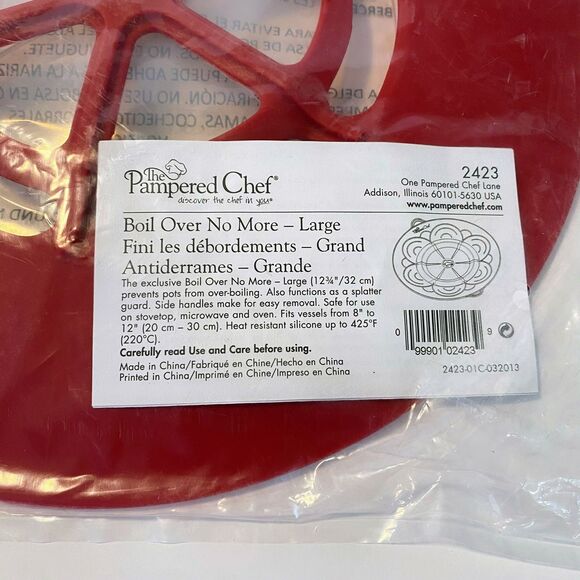 The
Pampered Chef®
discover the chef in you®
2423
One Pampered Chef Lane
Addison, Illinois 60101-5630 USA
www.pamperedchef.com
Boil Over No More – Large
Fini les débordements – Grand
Antiderrames – Grande
The exclusive Boil Over No More – Large (12¾"/32 cm)
prevents pots from over-boiling. Also functions as a splatter
guard. Side handles make for easy removal. Safe for use
on stovetop, microwave and oven. Fits vessels from 8" to
12" (20 cm – 30 cm). Heat resistant silicone up to 425°F
(220°C).
Carefully read Use and Care before using.
Made in China/Fabriqué en Chine/Hecho en China
Printed in China/Imprimé en Chine/Impreso en China
0 99901 02423 9
2423-01C-032013